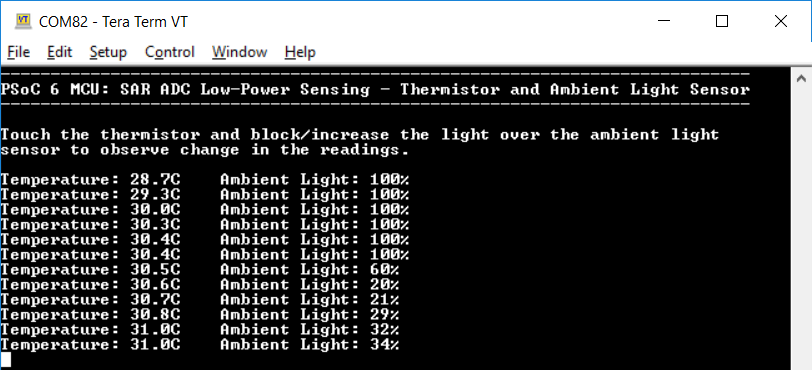 COM82 - Tera Term VT
File Edit Setup Control Window Help
PSoC 6 MCU: SAR ADC Low-Power Sensing - Thermistor and Ambient Light Sensor
Touch the thermistor and block/increase the light over the ambient light
sensor to observe change in the readings.
Temperature: 28.7C    Ambient Light: 100%
Temperature: 29.3C    Ambient Light: 100%
Temperature: 30.0C    Ambient Light: 100%
Temperature: 30.3C    Ambient Light: 100%
Temperature: 30.4C    Ambient Light: 100%
Temperature: 30.4C    Ambient Light: 100%
Temperature: 30.5C    Ambient Light: 60%
Temperature: 30.6C    Ambient Light: 20%
Temperature: 30.7C    Ambient Light: 21%
Temperature: 30.8C    Ambient Light: 29%
Temperature: 31.0C    Ambient Light: 32%
Temperature: 31.0C    Ambient Light: 34%